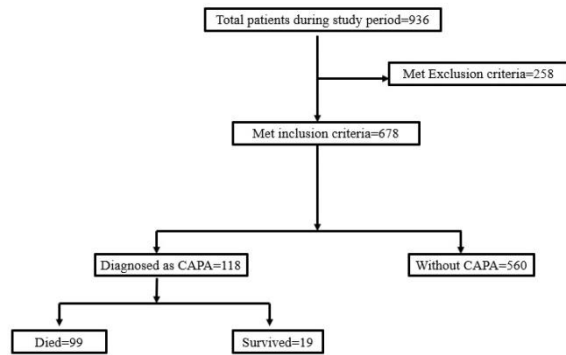 Total patients during study period=936
Met Exclusion criteria=258
Met inclusion criteria=678
Diagnosed as CAPA=118
Without CAPA=560
Died=99
Survived=19